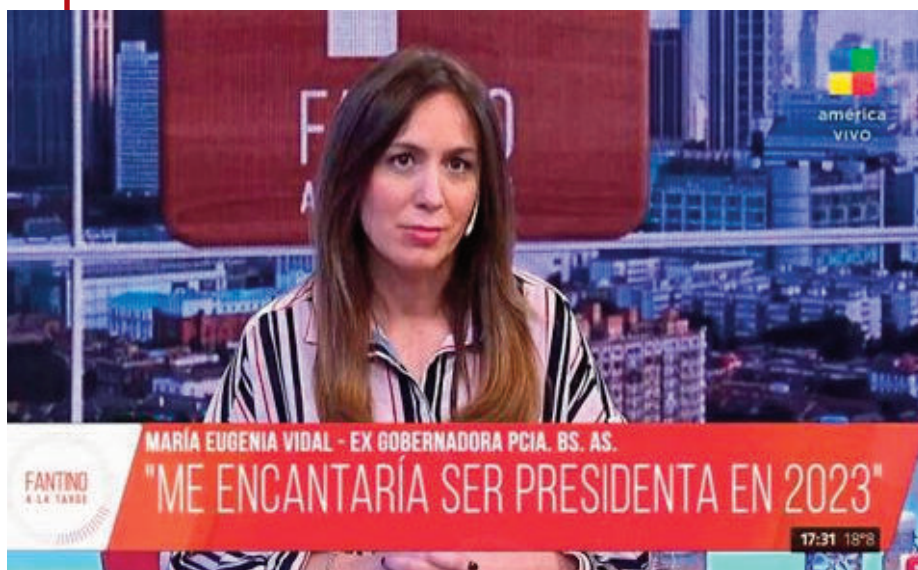 américa
VIVO
MARÍA EUGENIA VIDAL - EX GOBERNADORA PCIA. BS. AS.
FANTINO
A LA TARDE
"ME ENCANTARÍA SER PRESIDENTA EN 2023"
17:31 18º8